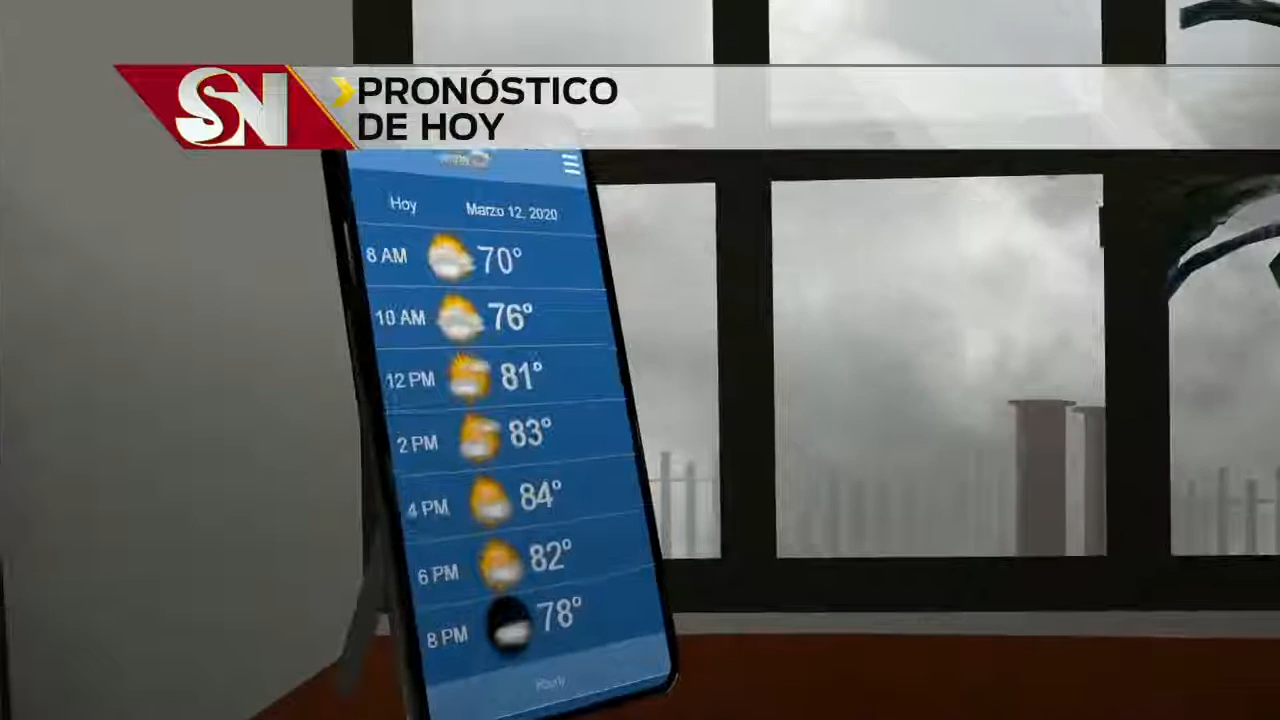 SN
PRONÓSTICO
DE HOY
Hoy Marzo 12, 2020
8 AM 70°
10 AM 76°
12 PM 81°
2 PM 83°
4 PM 84°
6 PM 82°
8 PM 78°
Hourly